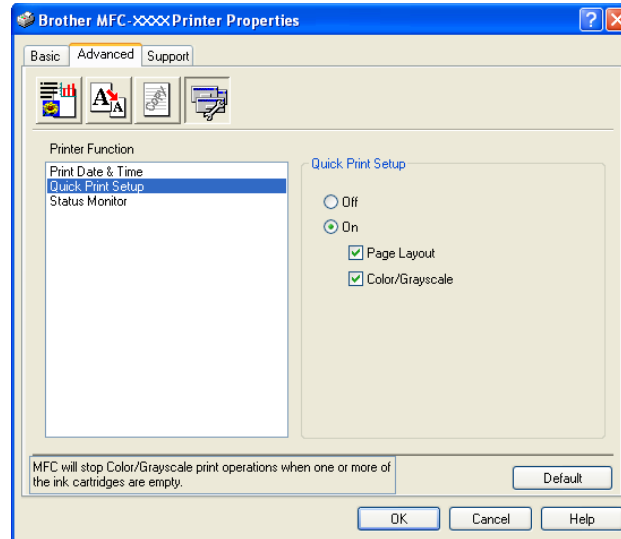 Brother MFC-XXXX Printer Properties
Basic
Advanced
Support
Printer Function
Print Date & Time
Quick Print Setup
Status Monitor
Quick Print Setup
Off
On
Page Layout
Color/Grayscale
MFC will stop Color/Grayscale print operations when one or more of
the ink cartridges are empty.
Default
OK
Cancel
Help